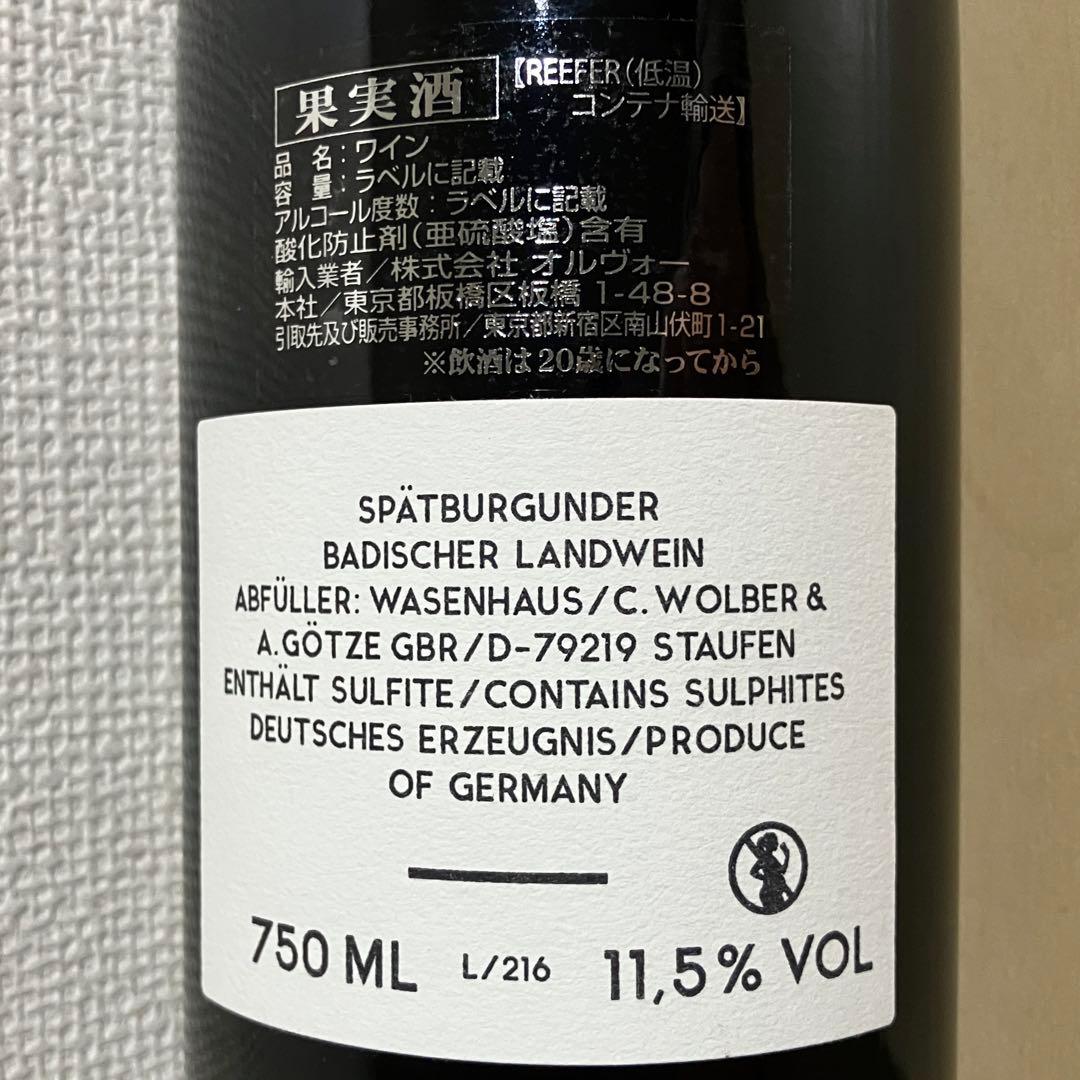 果実酒
【REEFER(低温)
コンテナ輸送】
品　名：ワイン
容　量：ラベルに記載
アルコール度数：ラベルに記載
酸化防止剤(亜硫酸塩)含有
輸入業者／株式会社 オルヴォー
本社／東京都板橋区板橋 1-48-8
引取先及び販売事務所／東京都新宿区南山伏町1-21
※飲酒は20歳になってから
SPÄTBURGUNDER
BADISCHER LANDWEIN
ABFÜLLER: WASENHAUS/C. WOLBER &
A. GÖTZE GBR/D-79219 STAUFEN
ENTHÄLT SULFITE/CONTAINS SULPHITES
DEUTSCHES ERZEUGNIS/PRODUCE
OF GERMANY
750 ML L/216 11,5% VOL